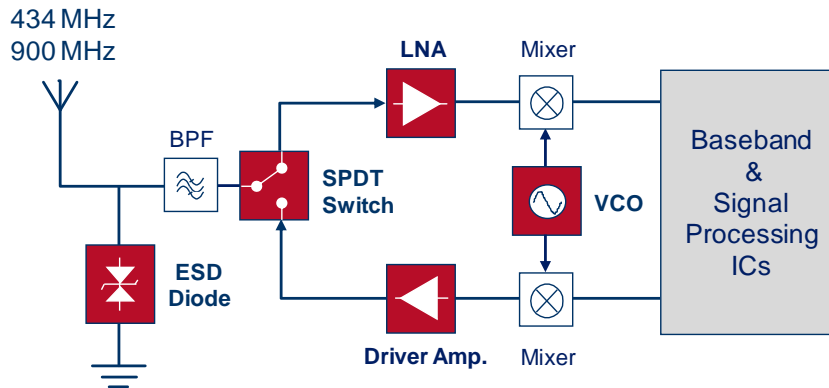 434 MHz
900 MHz
LNA
Mixer
BPF
SPDT
Switch
VCO
Baseband
&
Signal
Processing
ICs
ESD
Diode
Driver Amp.
Mixer